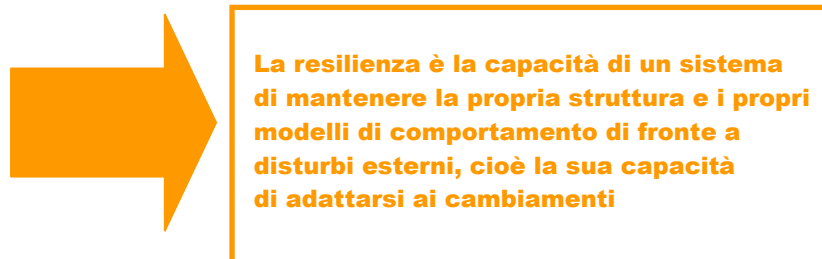 La resilienza è la capacità di un sistema
di mantenere la propria struttura e i propri
modelli di comportamento di fronte a
disturbi esterni, cioè la sua capacità
di adattarsi ai cambiamenti